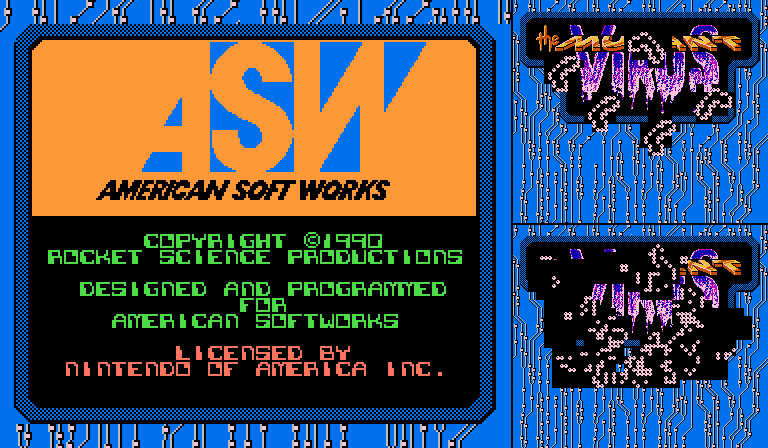 ASW
AMERICAN SOFT WORKS
COPYRIGHT ©1990
ROCKET SCIENCE PRODUCTIONS
DESIGNED AND PROGRAMMED
FOR
AMERICAN SOFTWORKS
LICENSED BY
NINTENDO OF AMERICA INC.
the
VIRUS